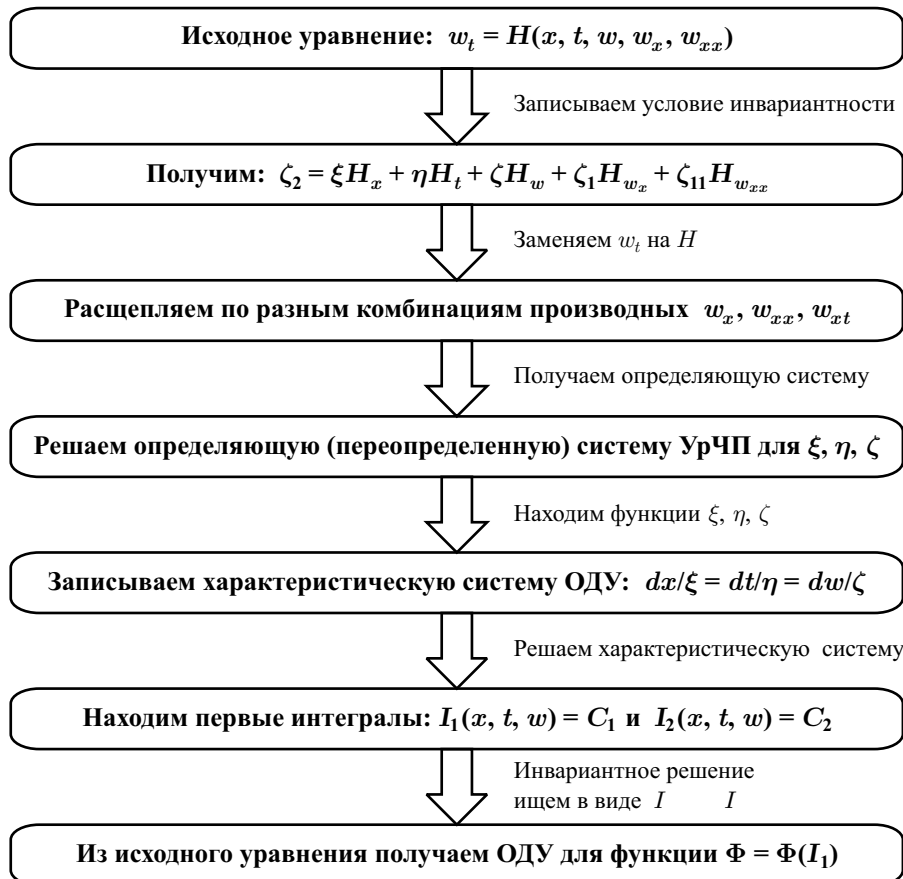 Исходное уравнение: w_t = H(x, t, w, w_x, w_xx)
Записываем условие инвариантности
Получим: ζ_2 = ξH_x + ηH_t + ζH_w + ζ_1H_{w_x} + ζ_11H_{w_xx}
Заменяем w_t на H
Расщепляем по разным комбинациям производных w_x, w_xx, w_xt
Получаем определяющую систему
Решаем определяющую (переопределенную) систему УрЧП для ξ, η, ζ
Находим функции ξ, η, ζ
Записываем характеристическую систему ОДУ: dx/ξ = dt/η = dw/ζ
Решаем характеристическую систему
Находим первые интегралы: I_1(x, t, w) = C_1 и I_2(x, t, w) = C_2
Инвариантное решение
ищем в виде I I
Из исходного уравнения получаем ОДУ для функции Φ = Φ(I_1)